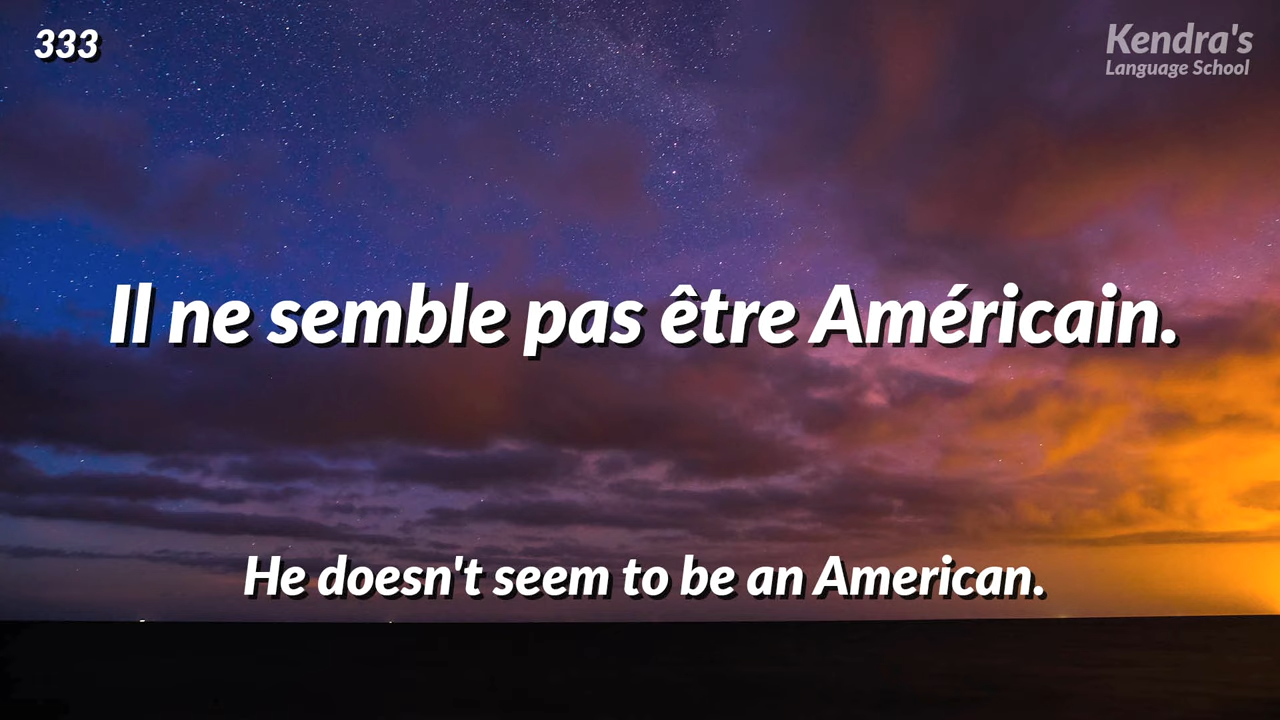 333
Kendra's
Language School
Il ne semble pas être Américain.
He doesn't seem to be an American.